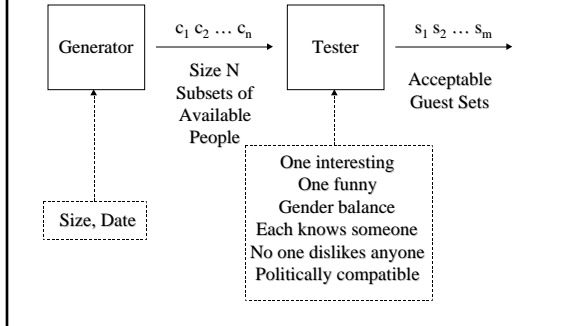 Generator
c₁ c₂ … cₙ
Size N
Subsets of
Available
People
Tester
s₁ s₂ … sₘ
Acceptable
Guest Sets
Size, Date
One interesting
One funny
Gender balance
Each knows someone
No one dislikes anyone
Politically compatible